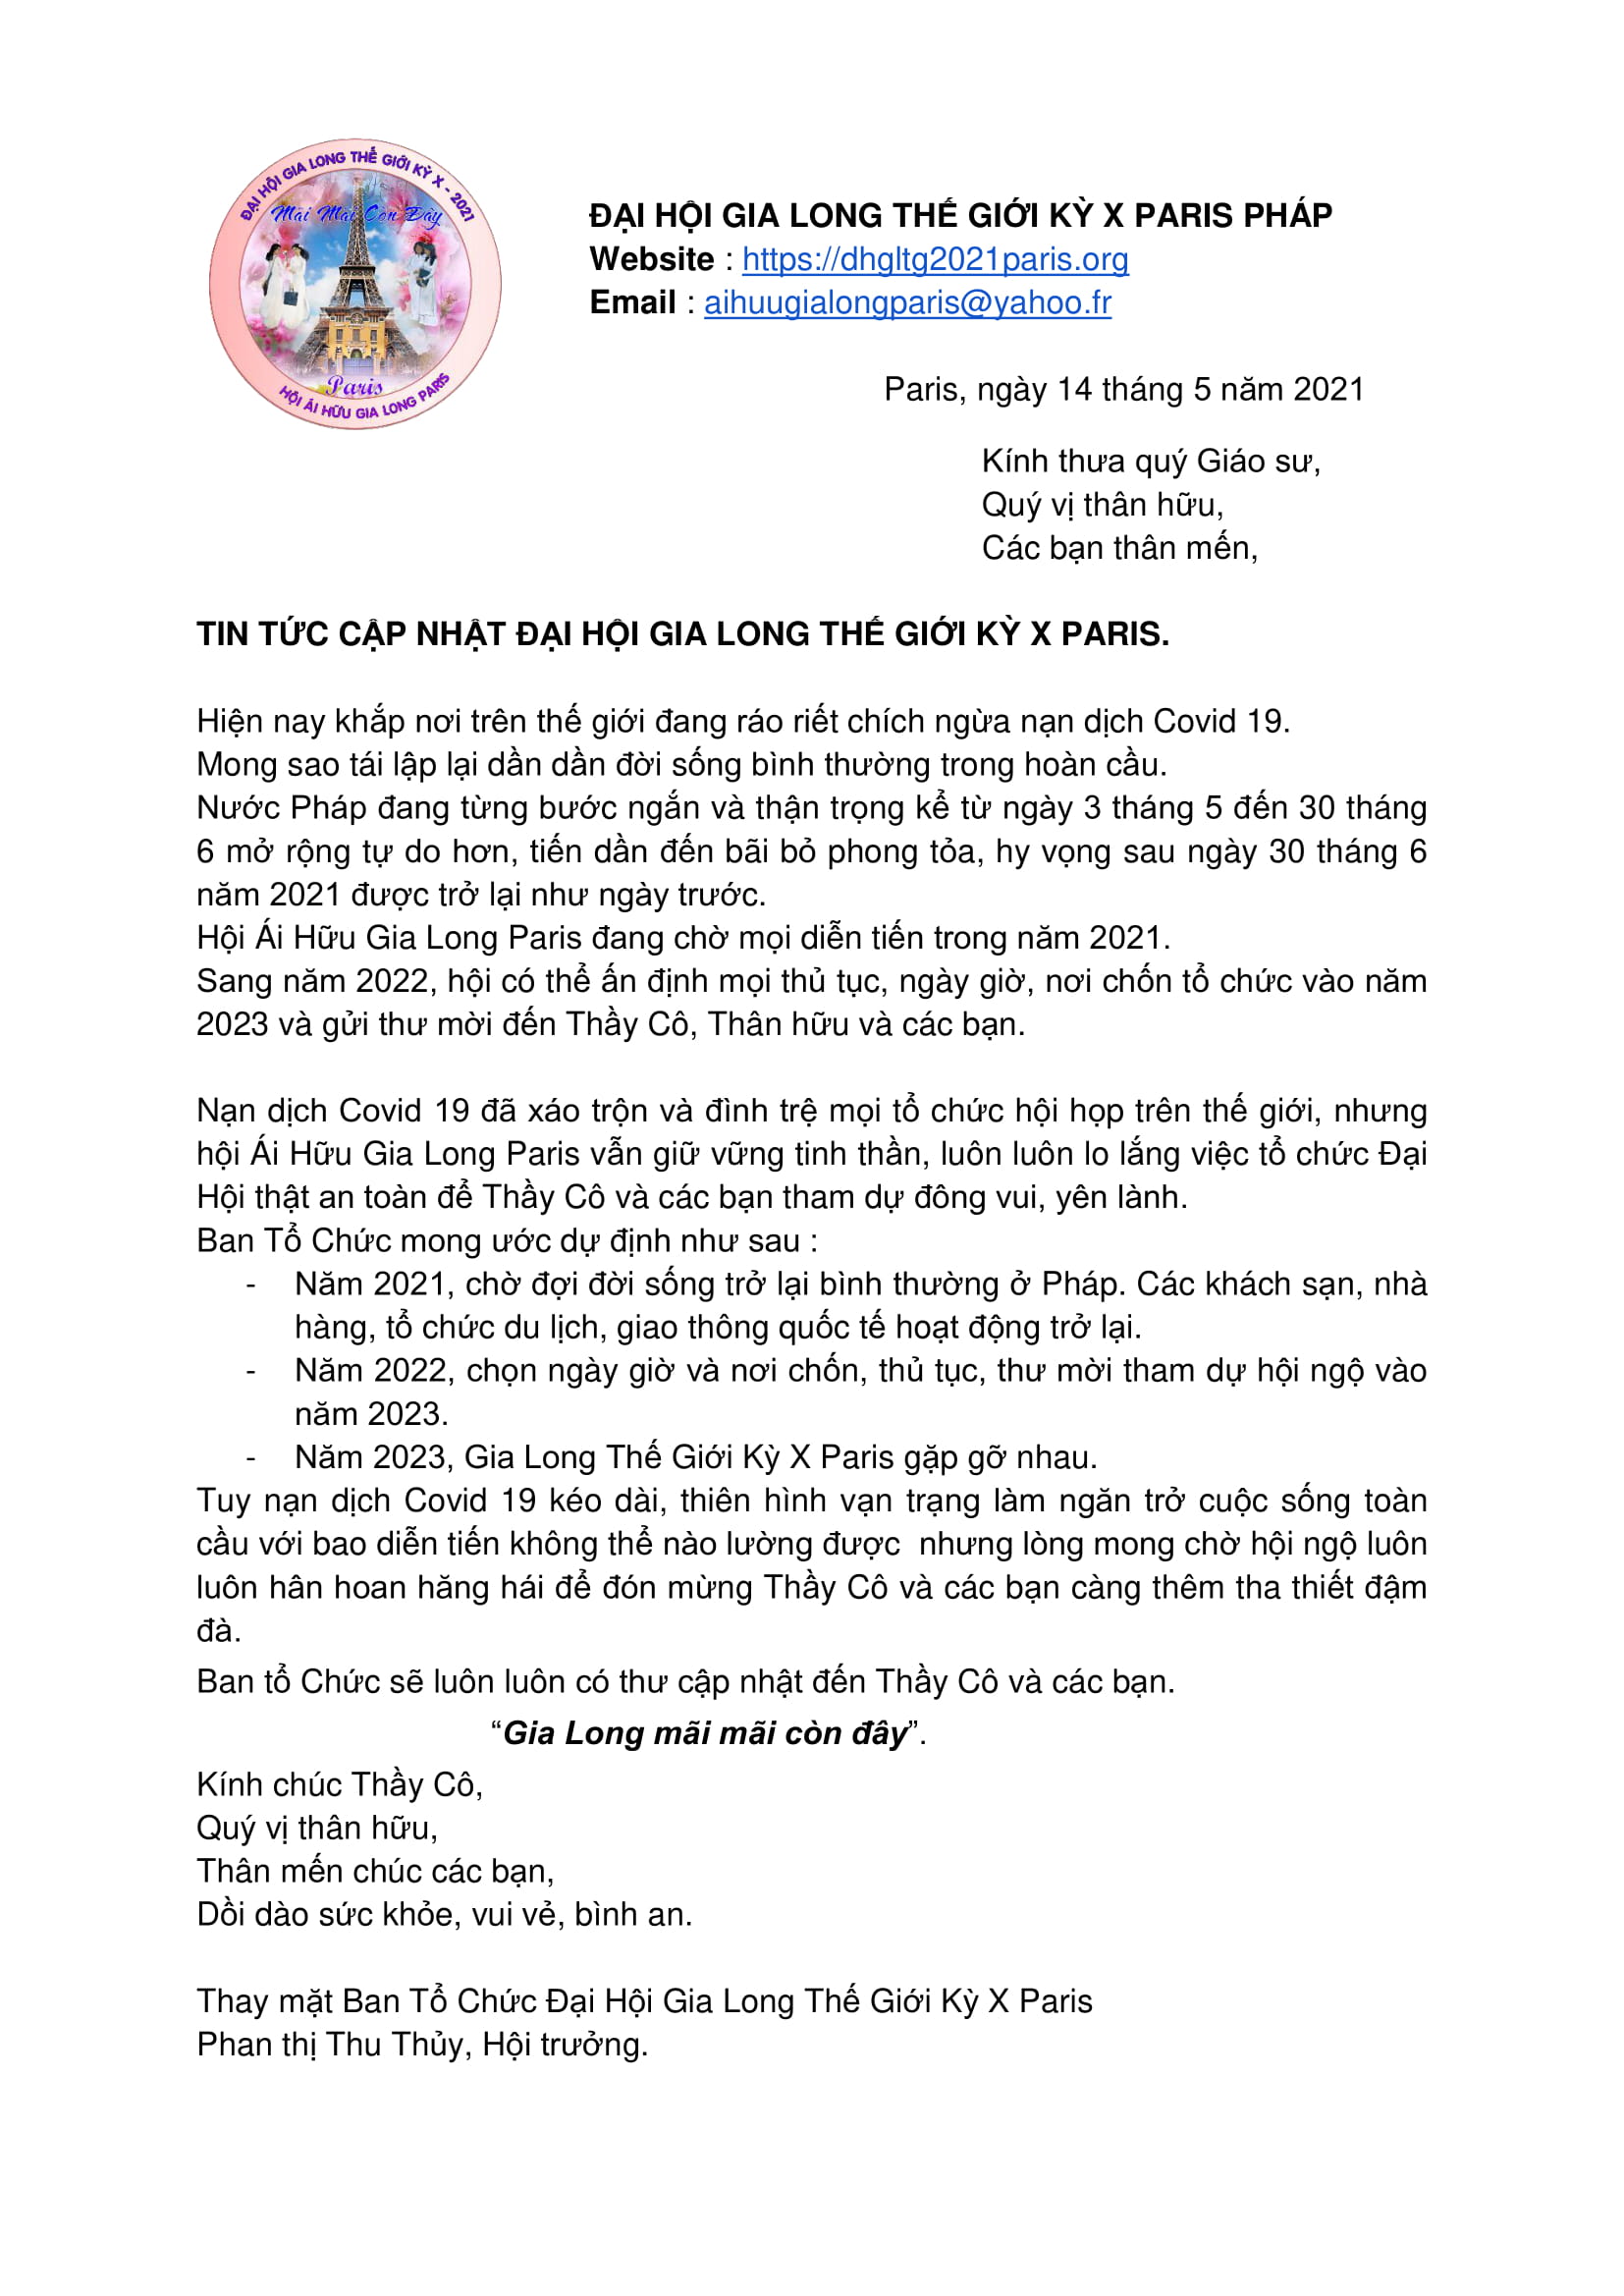 ĐẠI HỘI GIA LONG THẾ GIỚI KỲ X - 2021
Mãi Mãi Còn Đây
Paris
HỘI ÁI HỮU GIA LONG PARIS
ĐẠI HỘI GIA LONG THẾ GIỚI KỲ X PARIS PHÁP
Website : https://dhgltg2021paris.org
Email : aihuugialongparis@yahoo.fr
Paris, ngày 14 tháng 5 năm 2021
Kính thưa quý Giáo sư,
Quý vị thân hữu,
Các bạn thân mến,
TIN TỨC CẬP NHẬT ĐẠI HỘI GIA LONG THẾ GIỚI KỲ X PARIS.
Hiện nay khắp nơi trên thế giới đang ráo riết chích ngừa nạn dịch Covid 19.
Mong sao tái lập lại dần dần đời sống bình thường trong hoàn cầu.
Nước Pháp đang từng bước ngắn và thận trọng kể từ ngày 3 tháng 5 đến 30 tháng
6 mở rộng tự do hơn, tiến dần đến bãi bỏ phong tỏa, hy vọng sau ngày 30 tháng 6
năm 2021 được trở lại như ngày trước.
Hội Ái Hữu Gia Long Paris đang chờ mọi diễn tiến trong năm 2021.
Sang năm 2022, hội có thể ấn định mọi thủ tục, ngày giờ, nơi chốn tổ chức vào năm
2023 và gửi thư mời đến Thầy Cô, Thân hữu và các bạn.
Nạn dịch Covid 19 đã xáo trộn và đình trệ mọi tổ chức hội họp trên thế giới, nhưng
hội Ái Hữu Gia Long Paris vẫn giữ vững tinh thần, luôn luôn lo lắng việc tổ chức Đại
Hội thật an toàn để Thầy Cô và các bạn tham dự đông vui, yên lành.
Ban Tổ Chức mong ước dự định như sau :
- Năm 2021, chờ đợi đời sống trở lại bình thường ở Pháp. Các khách sạn, nhà
hàng, tổ chức du lịch, giao thông quốc tế hoạt động trở lại.
- Năm 2022, chọn ngày giờ và nơi chốn, thủ tục, thư mời tham dự hội ngộ vào
năm 2023.
- Năm 2023, Gia Long Thế Giới Kỳ X Paris gặp gỡ nhau.
Tuy nạn dịch Covid 19 kéo dài, thiên hình vạn trạng làm ngăn trở cuộc sống toàn
cầu với bao diễn tiến không thể nào lường được nhưng lòng mong chờ hội ngộ luôn
luôn hân hoan hăng hái để đón mừng Thầy Cô và các bạn càng thêm tha thiết đậm
đà.
Ban tổ Chức sẽ luôn luôn có thư cập nhật đến Thầy Cô và các bạn.
“Gia Long mãi mãi còn đây”.
Kính chúc Thầy Cô,
Quý vị thân hữu,
Thân mến chúc các bạn,
Dồi dào sức khỏe, vui vẻ, bình an.
Thay mặt Ban Tổ Chức Đại Hội Gia Long Thế Giới Kỳ X Paris
Phan thị Thu Thủy, Hội trưởng.